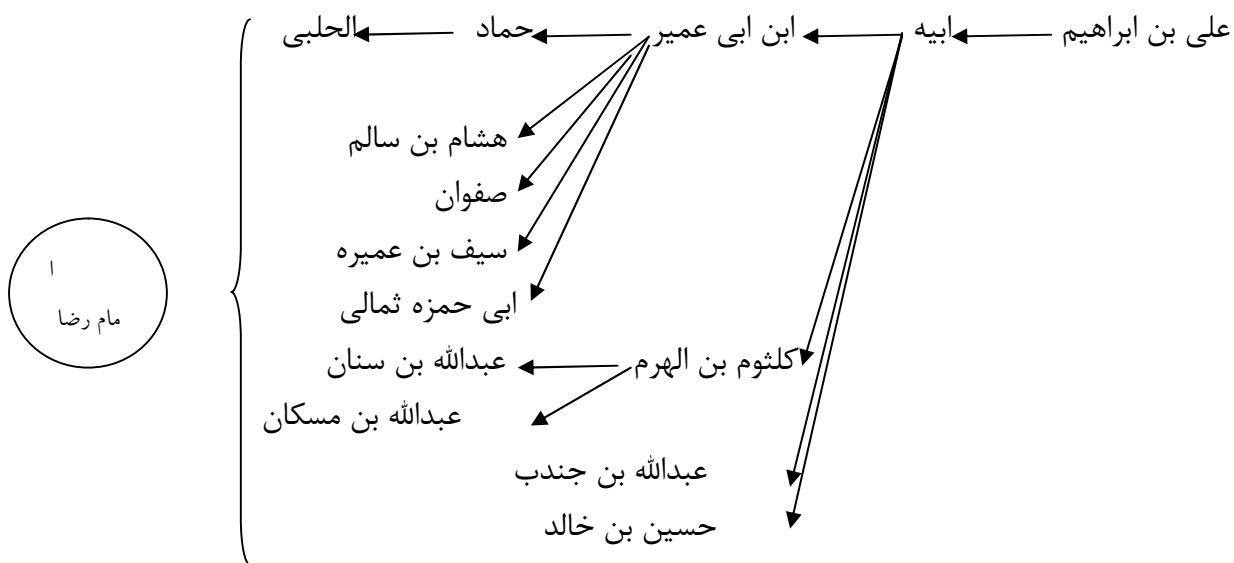 علی بن ابراهیم ابیه ابن ابی عمیر حماد الحلبی
هشام بن سالم
صفوان
سیف بن عمیره
ابی حمزه ثمالی
کلثوم بن الهرم عبدالله بن سنان
عبدالله بن مسکان
عبدالله بن جندب
حسین بن خالد
ا
مام رضا